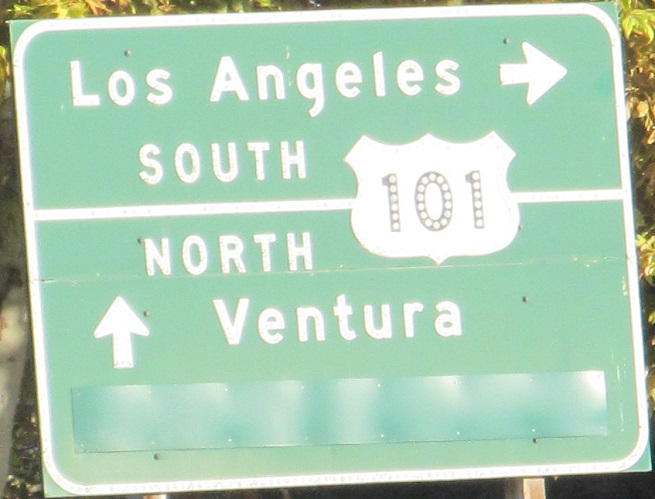 Los Angeles
SOUTH
101
NORTH
Ventura